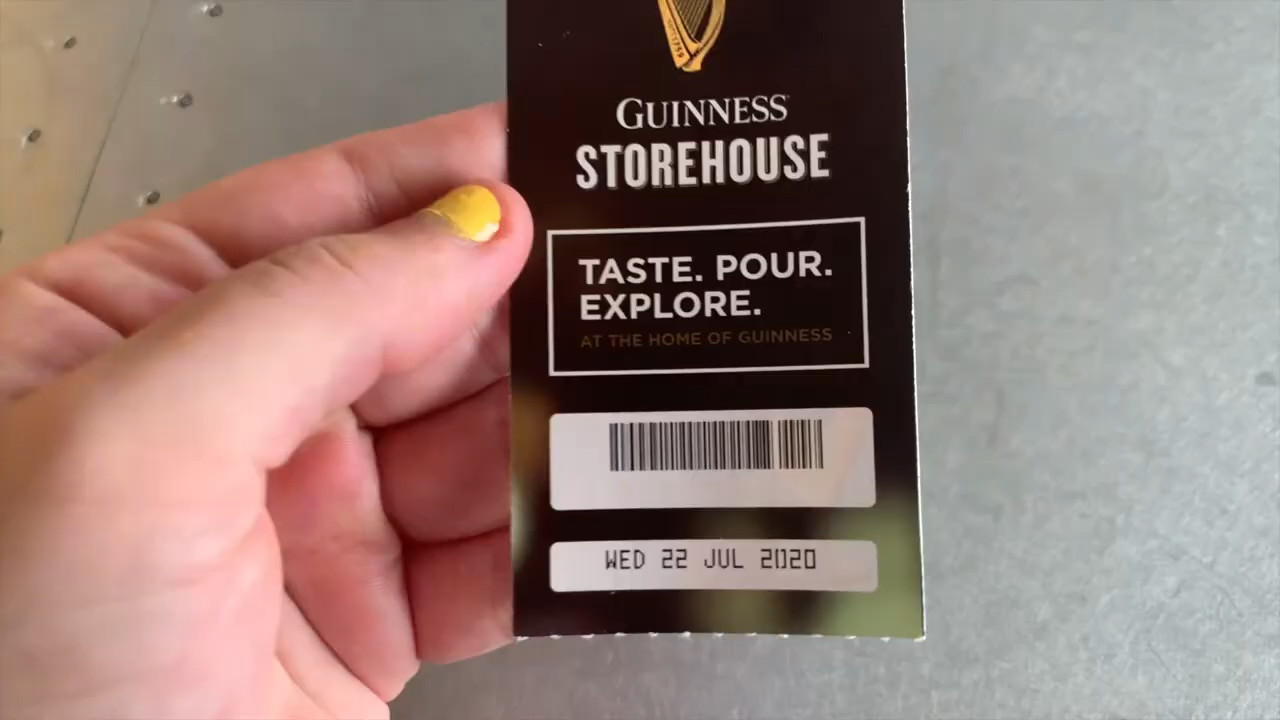 GUINNESS
STOREHOUSE
TASTE. POUR.
EXPLORE.
AT THE HOME OF GUINNESS
WED 22 JUL 2020